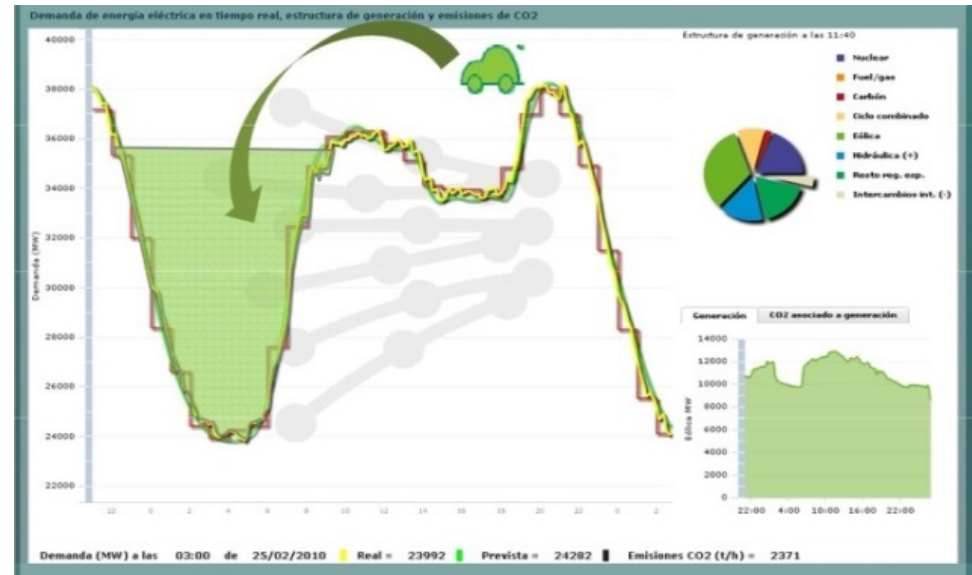 Demanda de energía eléctrica en tiempo real, estructura de generación y emisiones de CO2
Estructura de generación a las 11:40
40000
38000
36000
34000
32000
30000
28000
26000
24000
22000
Demanda (MW)
22 0 2 4 6 8 10 12 14 16 18 20 22 0 2
Nuclear
Fuel/gas
Carbón
Ciclo combinado
Eólica
Hidráulica (+)
Resto reg. esp.
Intercambios int. (-)
Generación CO2 asociado a generación
14000
12000
10000
8000
6000
4000
2000
0
Eólica MW
22:00 4:00 10:00 16:00 22:00
Demanda (MW) a las 03:00 de 25/02/2010 Real = 23992 Prevista = 24282 Emisiones CO2 (t/h) = 2371